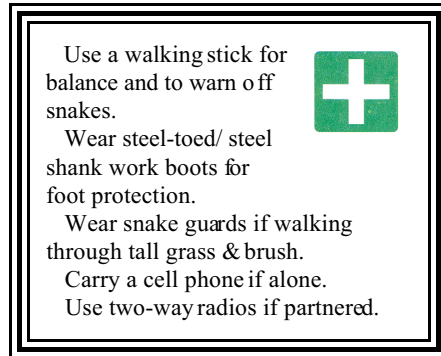 Use a walking stick for
balance and to warn off
snakes.
Wear steel-toed/ steel
shank work boots for
foot protection.
Wear snake guards if walking
through tall grass & brush.
Carry a cell phone if alone.
Use two-way radios if partnered.